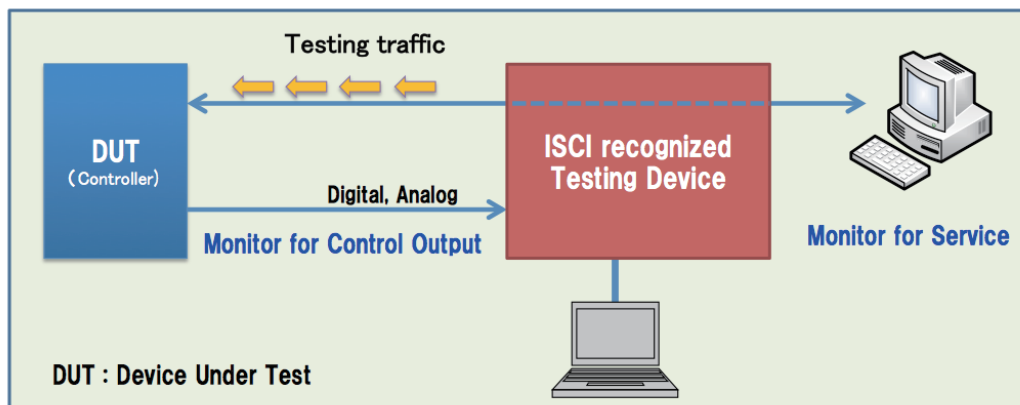 Testing traffic
DUT
(Controller)
ISCI recognized
Testing Device
Digital, Analog
Monitor for Control Output
Monitor for Service
DUT : Device Under Test